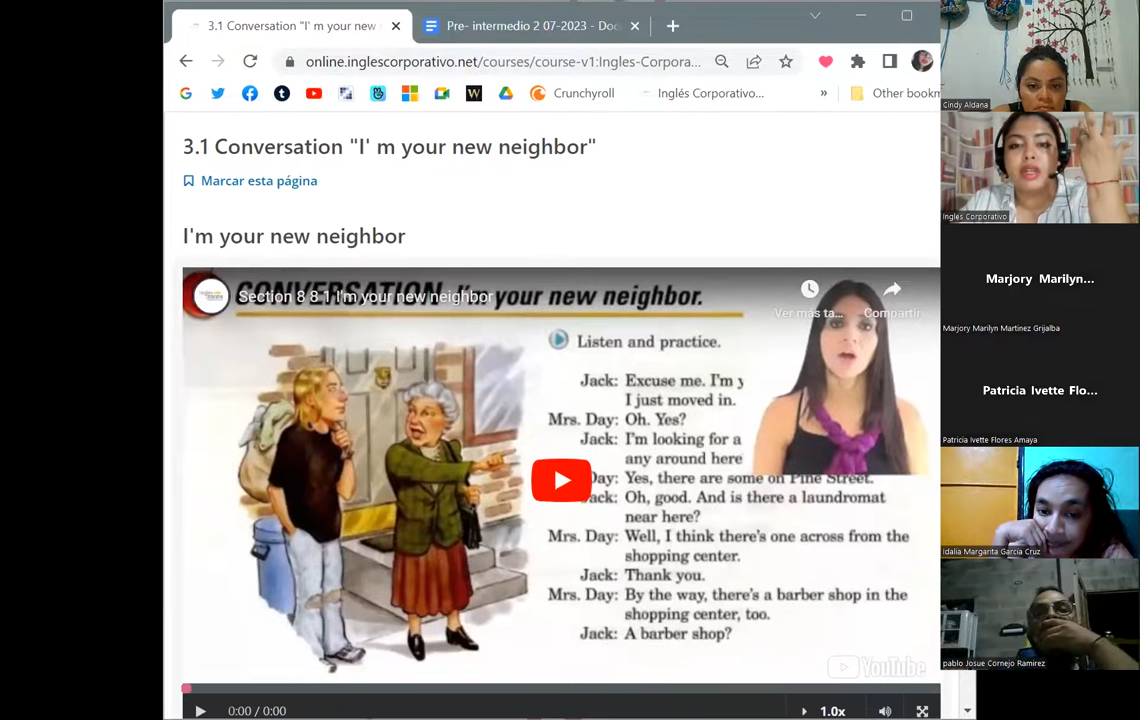 3.1 Conversation "I' m your new
Pre- intermedio 2 07-2023 - Doc
online.inglescorporativo.net/courses/course-v1:Ingles-Corpora...
Crunchyroll
Inglés Corporativo...
»
Other bookm
3.1 Conversation "I' m your new neighbor"
Marcar esta página
I'm your new neighbor
CONVERSATION I'm your new neighbor.
Section 8 8 1 I'm your new neighbor
Ver más ta...
Compartir
Listen and practice.
Jack: Excuse me. I'm
I just moved in.
Mrs. Day: Oh. Yes?
Jack: I'm looking for a
any around here
Day: Yes, there are some on Pine Street.
Jack: Oh, good. And is there a laundromat
near here?
Mrs. Day: Well, I think there's one across from the
shopping center.
Jack: Thank you.
Mrs. Day: By the way, there's a barber shop in the
shopping center, too.
Jack: A barber shop?
YouTube
0:00 / 0:00
1.0x
Cindy Aldana
Ingles Corporativo
Marjory Marilyn...
Marjory Marilyn Martinez Grijalba
Patricia Ivette Flo...
Patricia Ivette Flores Amaya
Idalia Margarita Garcia Cruz
pablo Josue Cornejo Ramirez